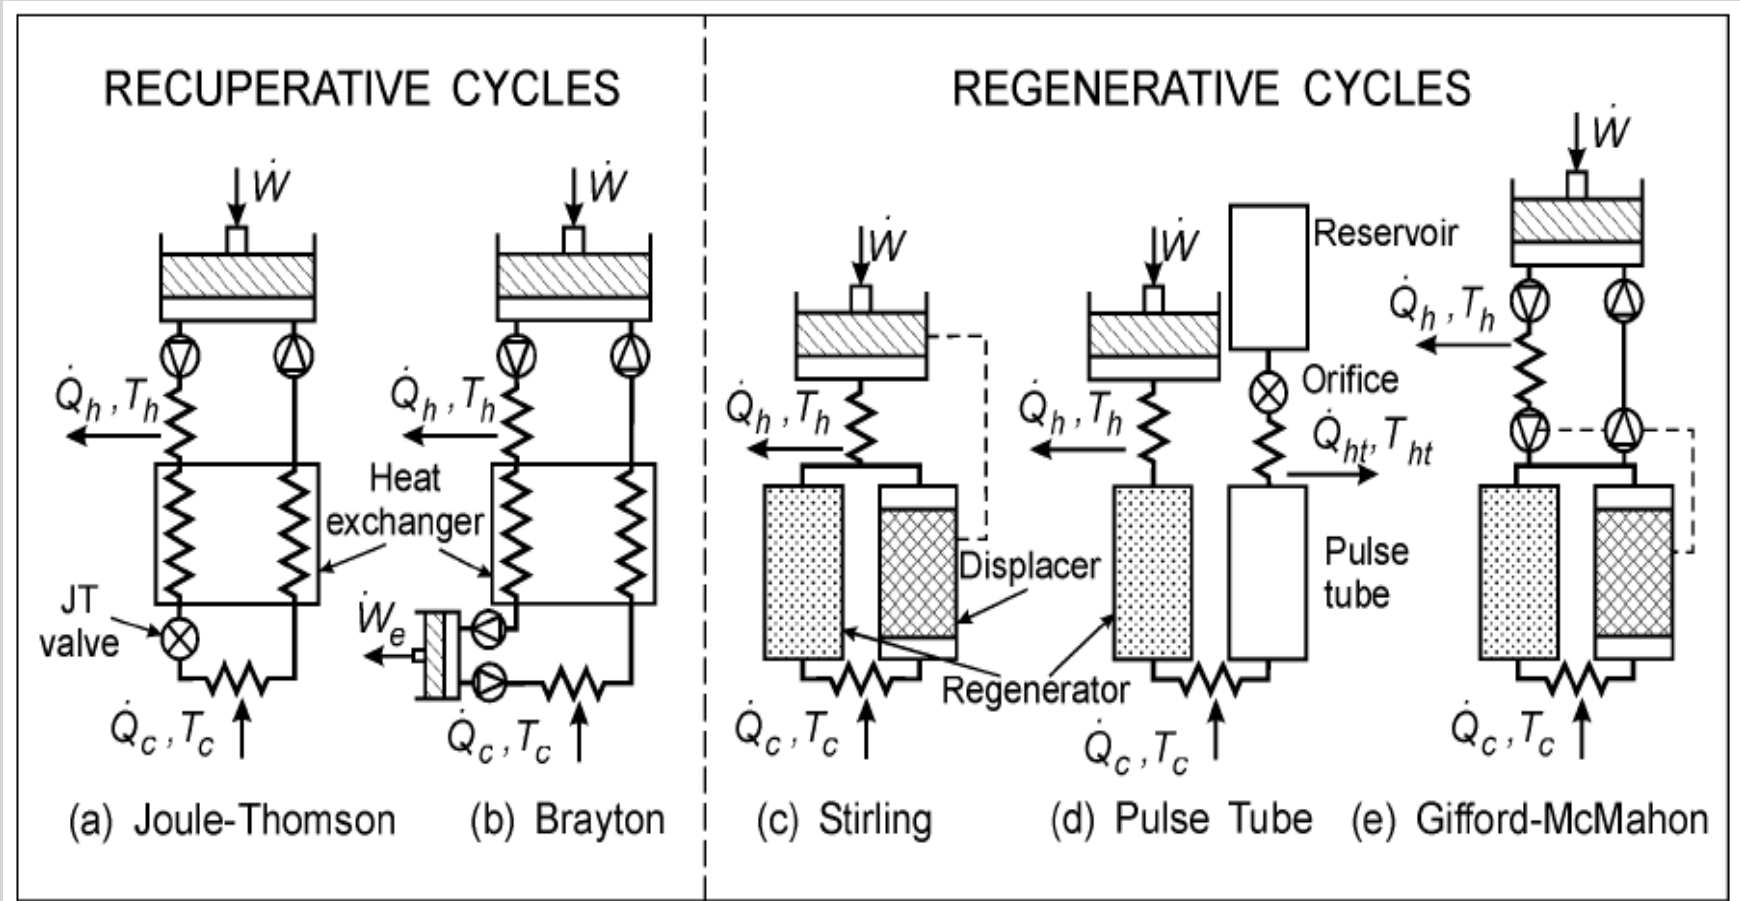 RECUPERATIVE CYCLES
REGENERATIVE CYCLES
Ẇ
Q̇h , Th
JT
valve
Q̇c , Tc
(a) Joule-Thomson
Ẇ
Q̇h , Th
Heat
exchanger
Ẇe
Q̇c , Tc
(b) Brayton
Ẇ
Q̇h , Th
Displacer
Regenerator
Q̇c , Tc
(c) Stirling
Ẇ
Reservoir
Orifice
Q̇h , Th
Q̇ht, Tht
Pulse
tube
Q̇c , Tc
(d) Pulse Tube
Ẇ
Q̇h , Th
Q̇c , Tc
(e) Gifford-McMahon